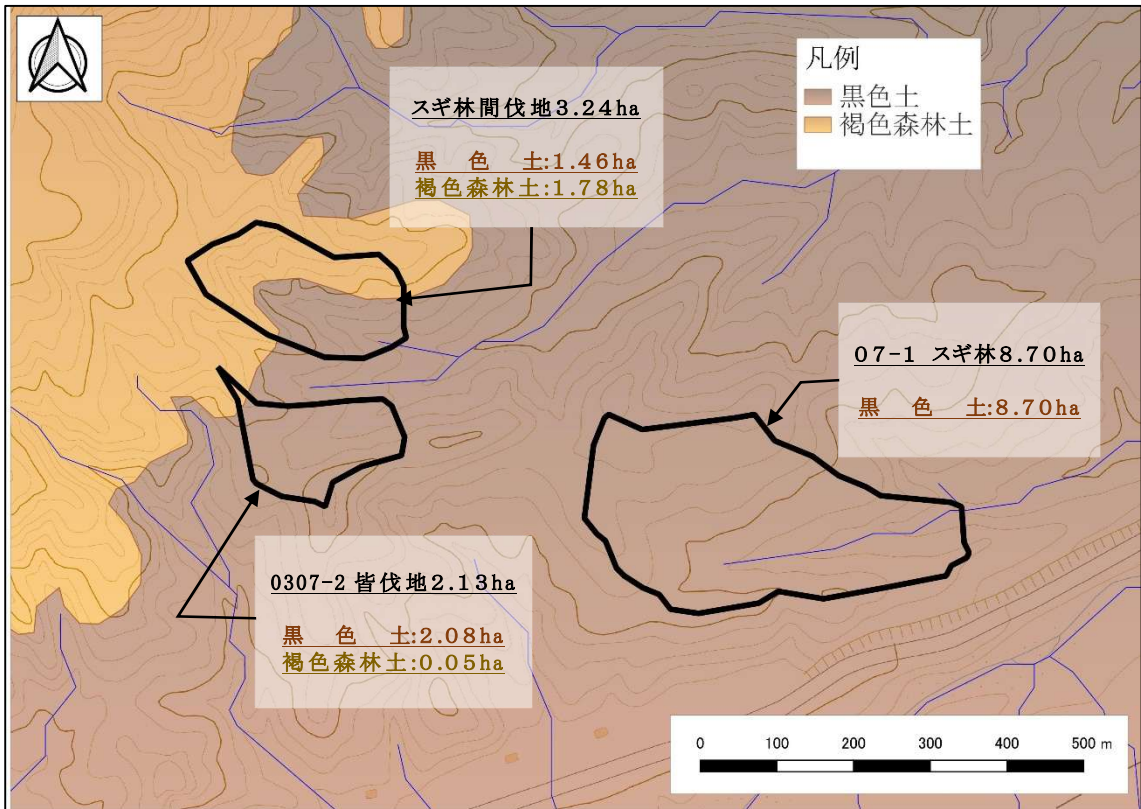 凡例
黒色土
褐色森林土
スギ林間伐地3.24ha
黒 色 土:1.46ha
褐色森林土:1.78ha
07-1 スギ林8.70ha
黒 色 土:8.70ha
0307-2 皆伐地2.13ha
黒 色 土:2.08ha
褐色森林土:0.05ha
0 100 200 300 400 500 m